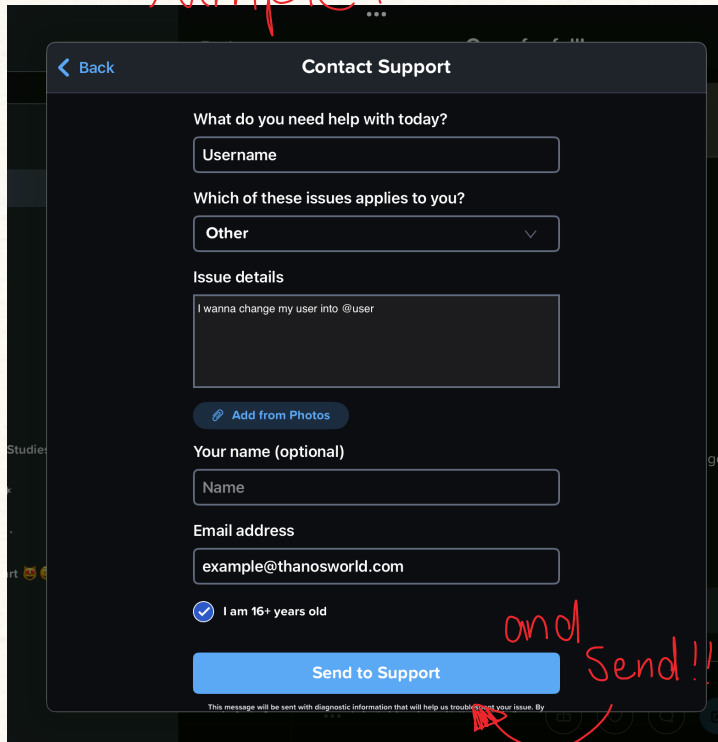 Example!
Back
Contact Support
What do you need help with today?
Username
Which of these issues applies to you?
Other
Issue details
I wanna change my user into @user
Add from Photos
Studies
Your name (optional)
Name
Email address
example@thanosworld.com
I am 16+ years old
and
Send!!
Send to Support
This message will be sent with diagnostic information that will help us troubleshoot your issue. By